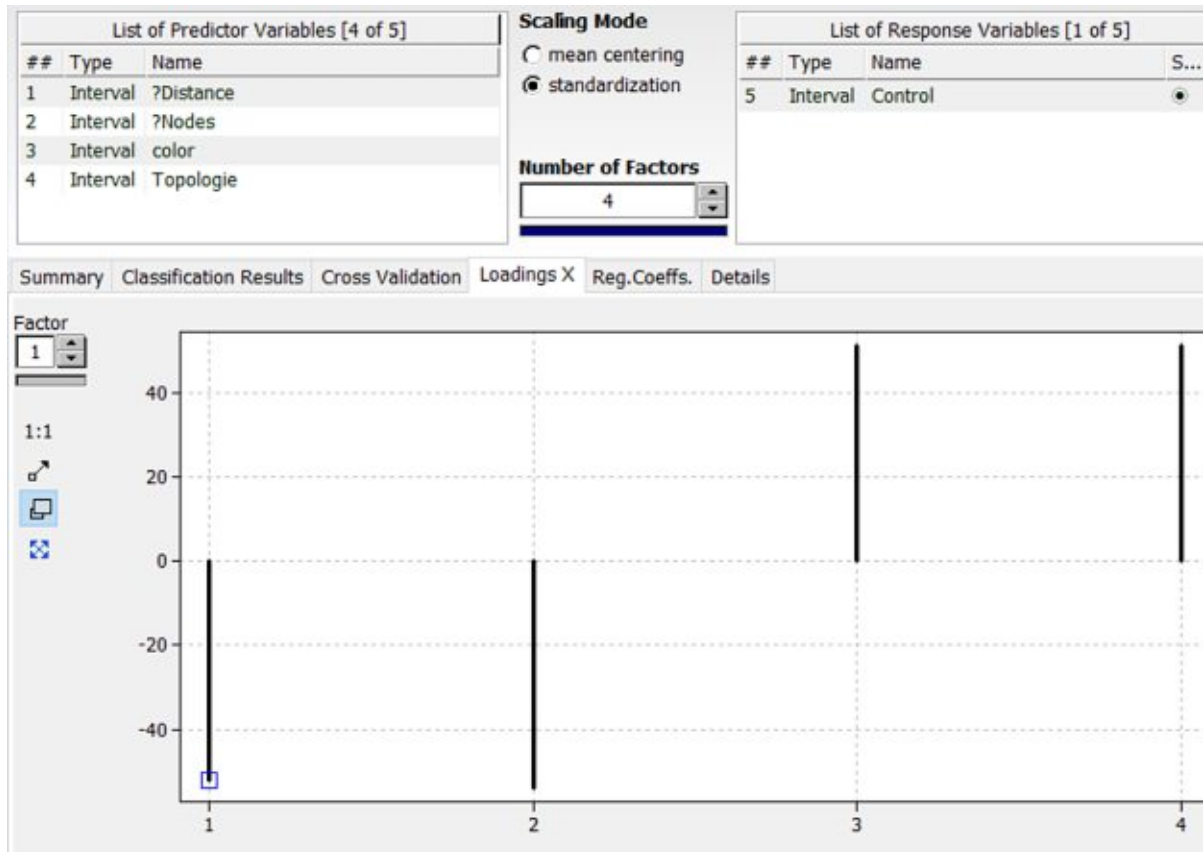 List of Predictor Variables [4 of 5]
## Type Name
1 Interval ?Distance
2 Interval ?Nodes
3 Interval color
4 Interval Topologie
Scaling Mode
mean centering
standardization
Number of Factors
4
List of Response Variables [1 of 5]
## Type Name S...
5 Interval Control
Summary Classification Results Cross Validation Loadings X Reg.Coeffs. Details
Factor
1
1:1
40
20
0
-20
-40
1 2 3 4